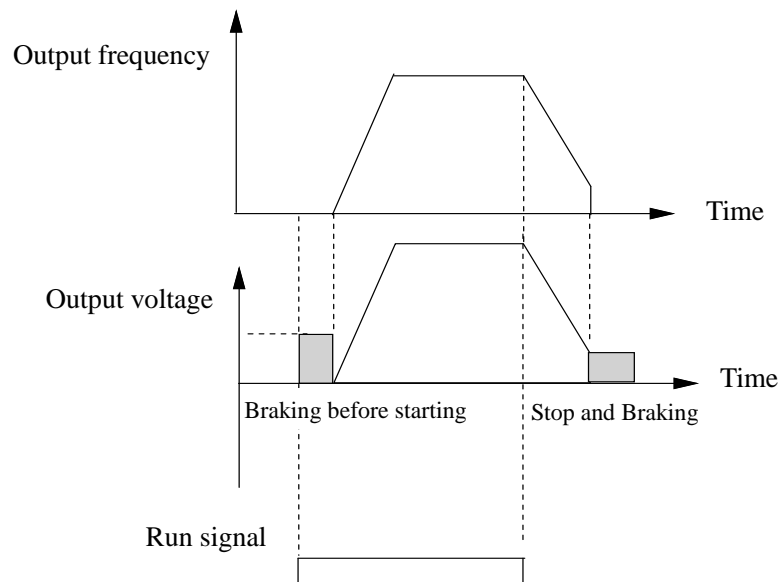 Output frequency
Time
Output voltage
Time
Braking before starting
Stop and Braking
Run signal